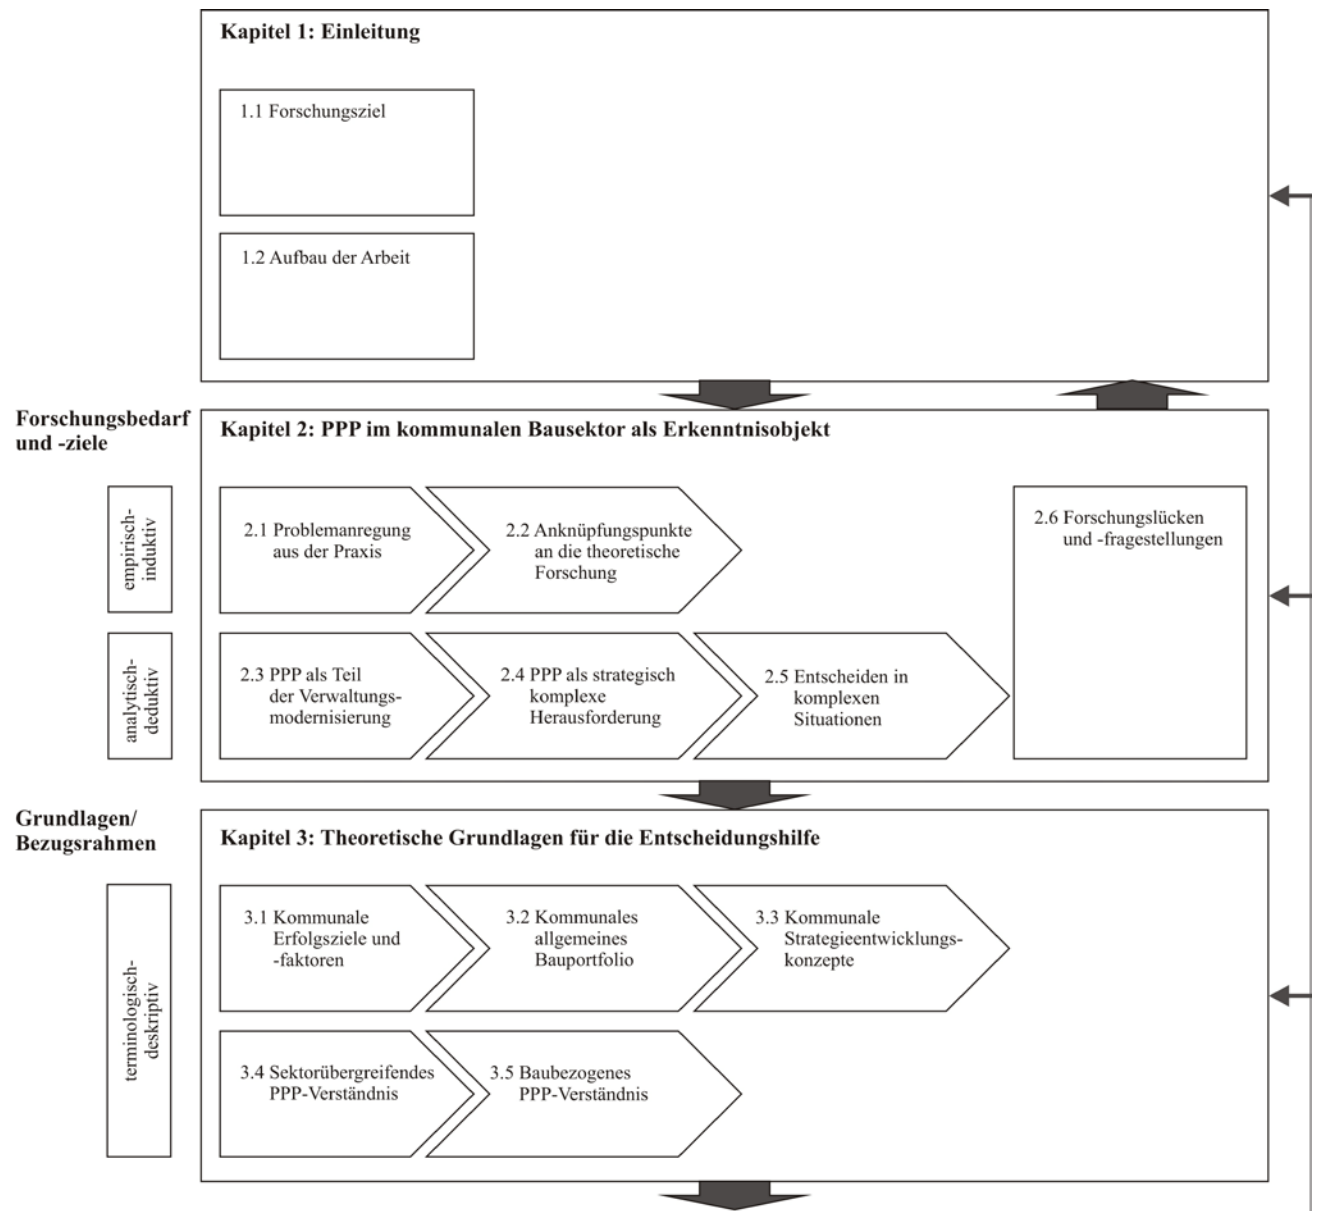 Kapitel 1: Einleitung
1.1 Forschungsziel
1.2 Aufbau der Arbeit
Forschungsbedarf
und -ziele
Kapitel 2: PPP im kommunalen Bausektor als Erkenntnisobjekt
empirisch-
induktiv
2.1 Problemanregung
aus der Praxis
2.2 Anknüpfungspunkte
an die theoretische
Forschung
2.6 Forschungslücken
und -fragestellungen
analytisch-
deduktiv
2.3 PPP als Teil
der Verwaltungs-
modernisierung
2.4 PPP als strategisch
komplexe
Herausforderung
2.5 Entscheiden in
komplexen
Situationen
Grundlagen/
Bezugsrahmen
Kapitel 3: Theoretische Grundlagen für die Entscheidungshilfe
terminologisch-
deskriptiv
3.1 Kommunale
Erfolgsziele und
-faktoren
3.2 Kommunales
allgemeines
Bauportfolio
3.3 Kommunale
Strategieentwicklungs-
konzepte
3.4 Sektorübergreifendes
PPP-Verständnis
3.5 Baubezogenes
PPP-Verständnis